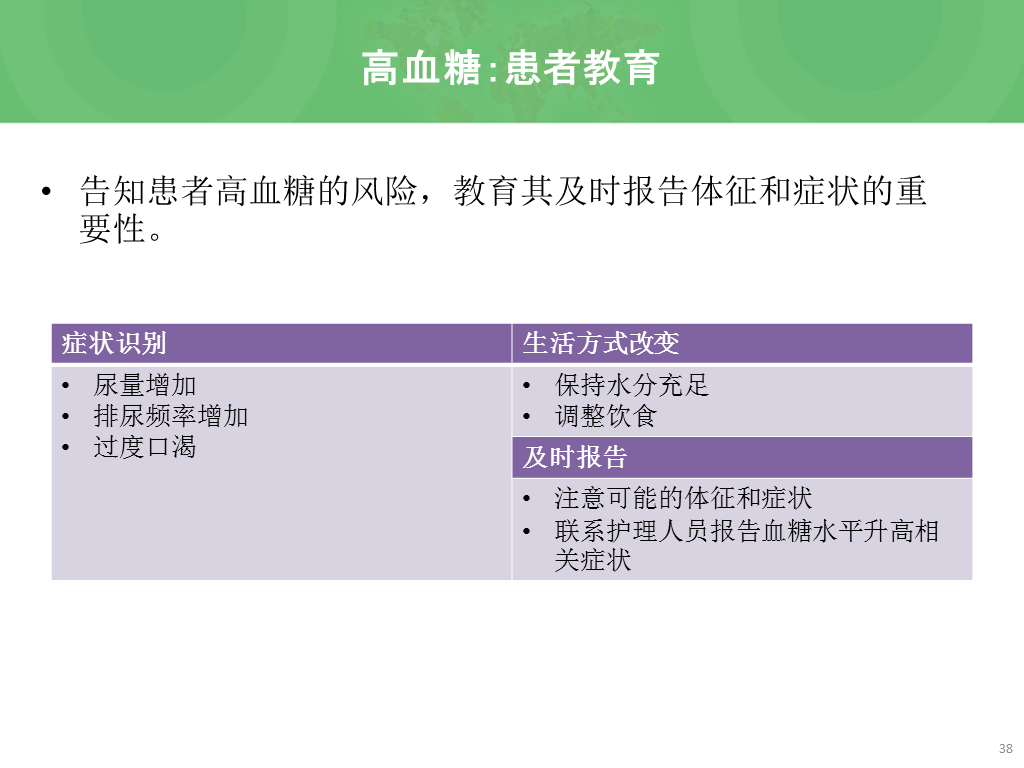 高血糖:患者教育
• 告知患者高血糖的风险，教育其及时报告体征和症状的重
要性。
症状识别
• 尿量增加
• 排尿频率增加
• 过度口渴
生活方式改变
• 保持水分充足
• 调整饮食
及时报告
• 注意可能的体征和症状
• 联系护理人员报告血糖水平升高相
关症状
38